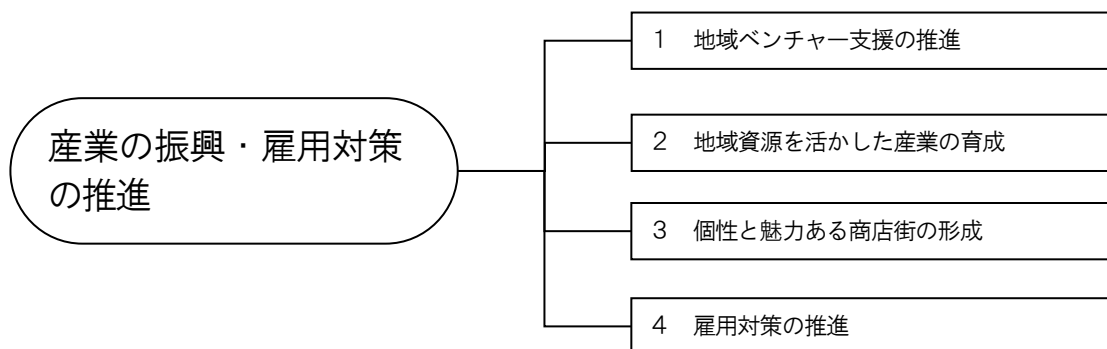 産業の振興・雇用対策
の推進
１　地域ベンチャー支援の推進
２　地域資源を活かした産業の育成
３　個性と魅力ある商店街の形成
４　雇用対策の推進